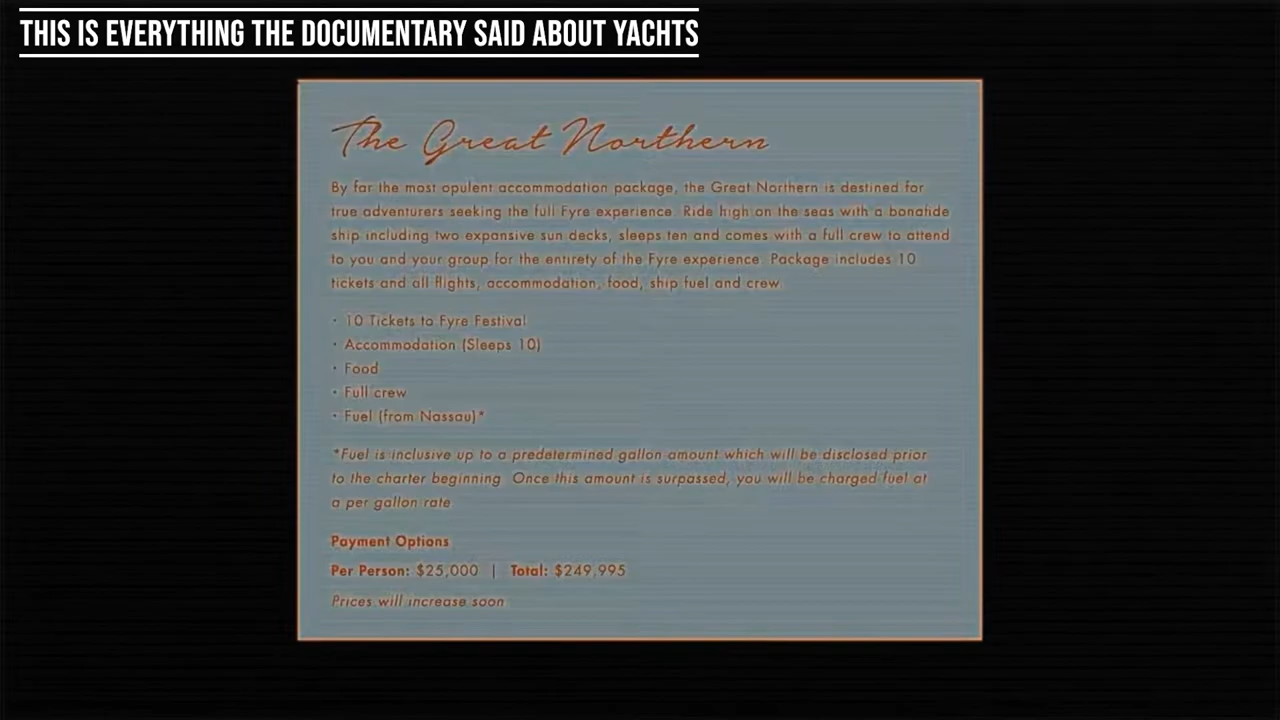 THIS IS EVERYTHING THE DOCUMENTARY SAID ABOUT YACHTS
The Great Northern
By far the most opulent accommodation package, the Great Northern is destined for
true adventurers seeking the full Fyre experience. Ride high on the seas with a bonafide
ship including two expansive sun decks, sleeps ten and comes with a full crew to attend
to you and your group for the entirety of the Fyre experience. Package includes 10
tickets and all flights, accommodation, food, ship fuel and crew.
· 10 Tickets to Fyre Festival
· Accommodation (Sleeps 10)
· Food
· Full crew
· Fuel (from Nassau)*
*Fuel is inclusive up to a predetermined gallon amount which will be disclosed prior
to the charter beginning. Once this amount is surpassed, you will be charged fuel at
a per gallon rate.
Payment Options
Per Person: $25,000 | Total: $249,995
Prices will increase soon